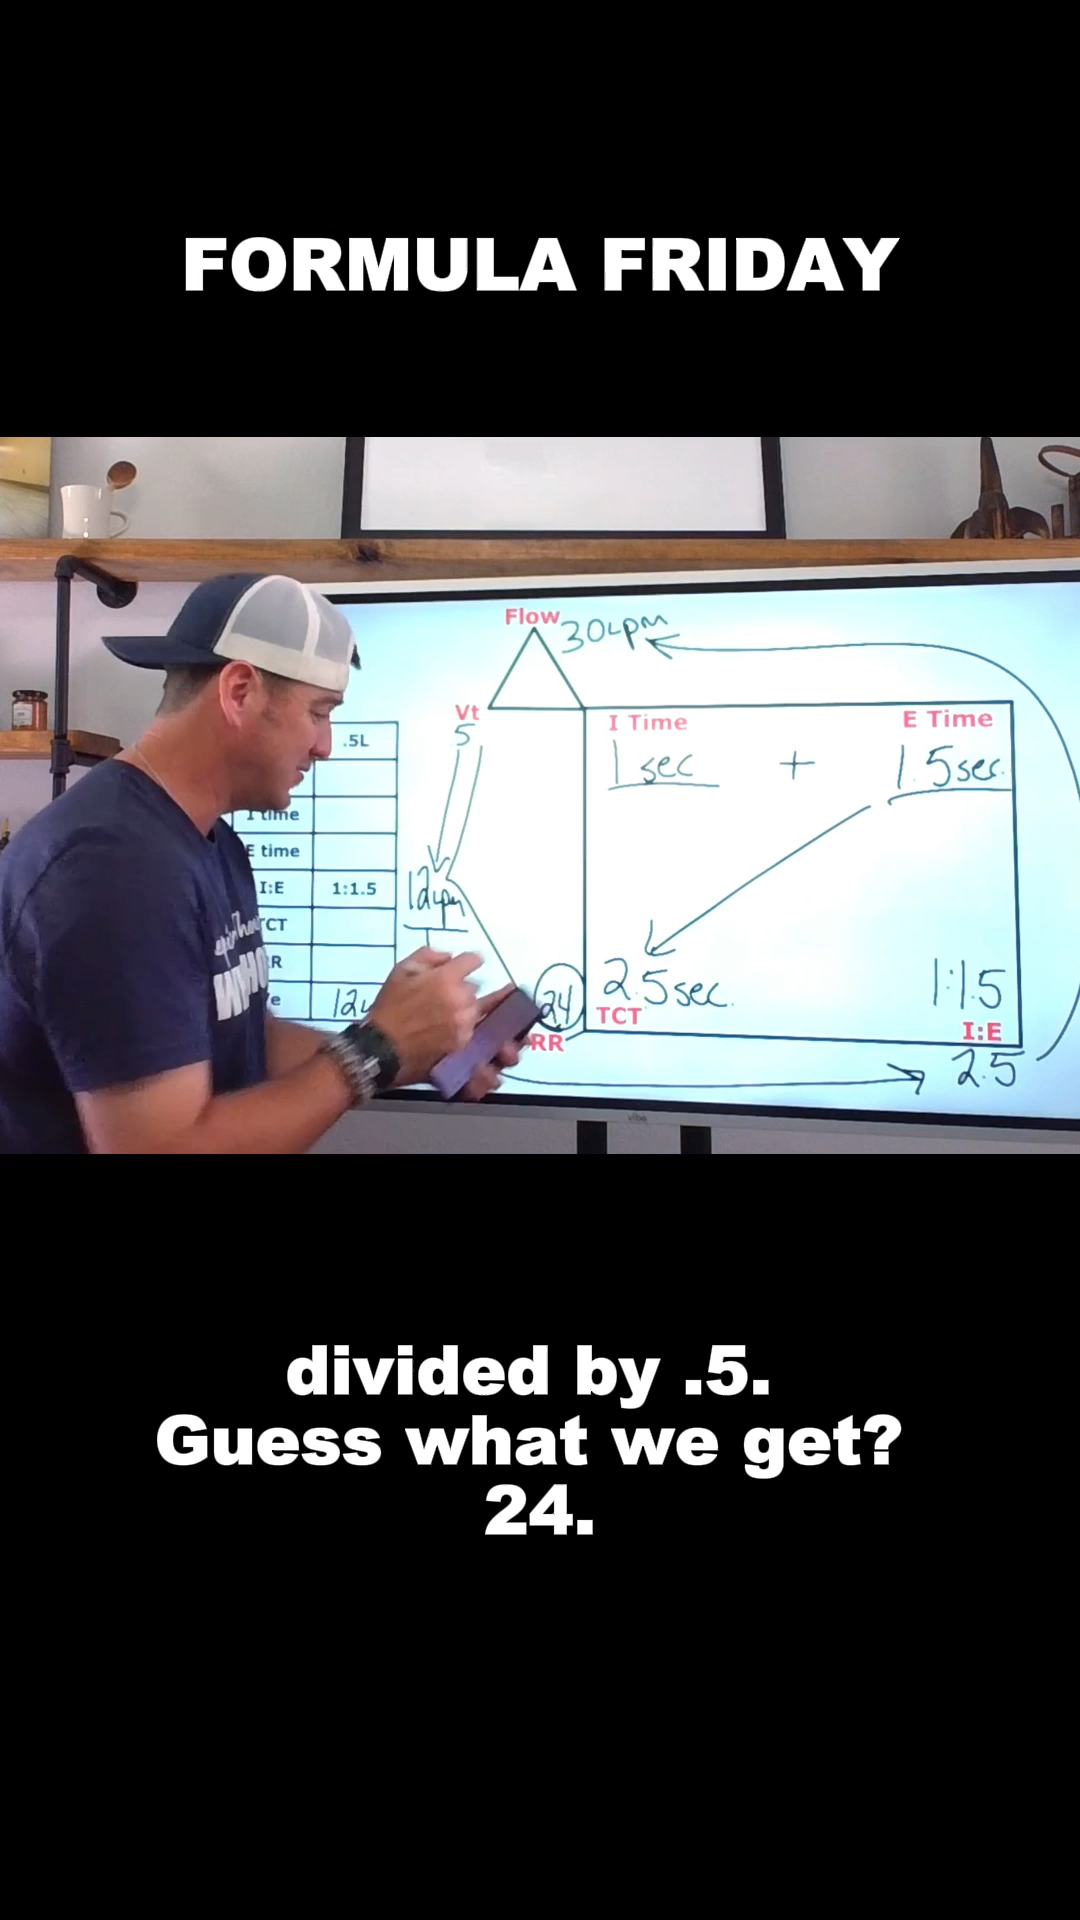 FORMULA FRIDAY
Flow
30Lpm
Vt
5
I Time
E Time
1 sec + 1.5sec.
.5L
I time
E time
I:E 1:1.5
TCT
12Lpm
R
e 12L
24
RR
2.5sec.
TCT
1:1.5
I:E
2.5
vibe
divided by .5.
Guess what we get?
24.